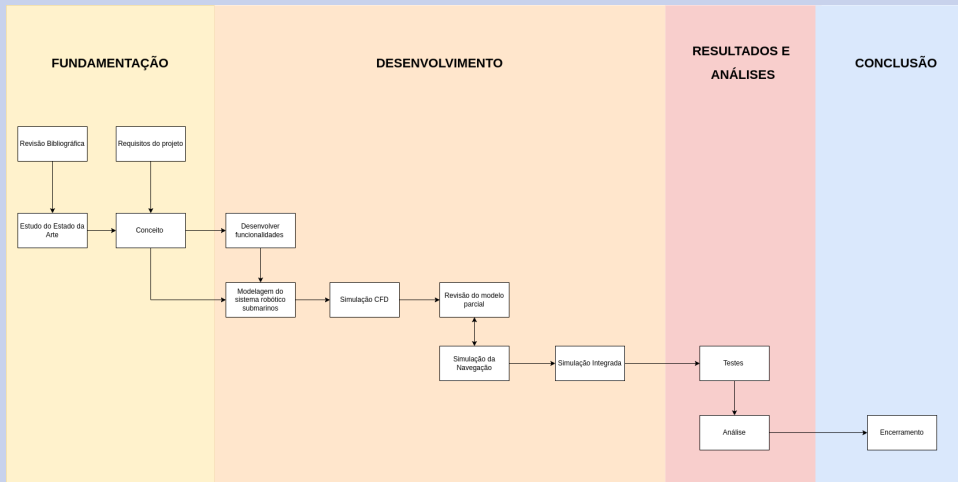 FUNDAMENTAÇÃO
DESENVOLVIMENTO
RESULTADOS E
ANÁLISES
CONCLUSÃO
Revisão Bibliográfica
Requisitos do projeto
Estudo do Estado da
Arte
Conceito
Desenvolver
funcionalidades
Modelagem do
sistema robótico
submarinos
Simulação CFD
Revisão do modelo
parcial
Simulação da
Navegação
Simulação Integrada
Testes
Análise
Encerramento